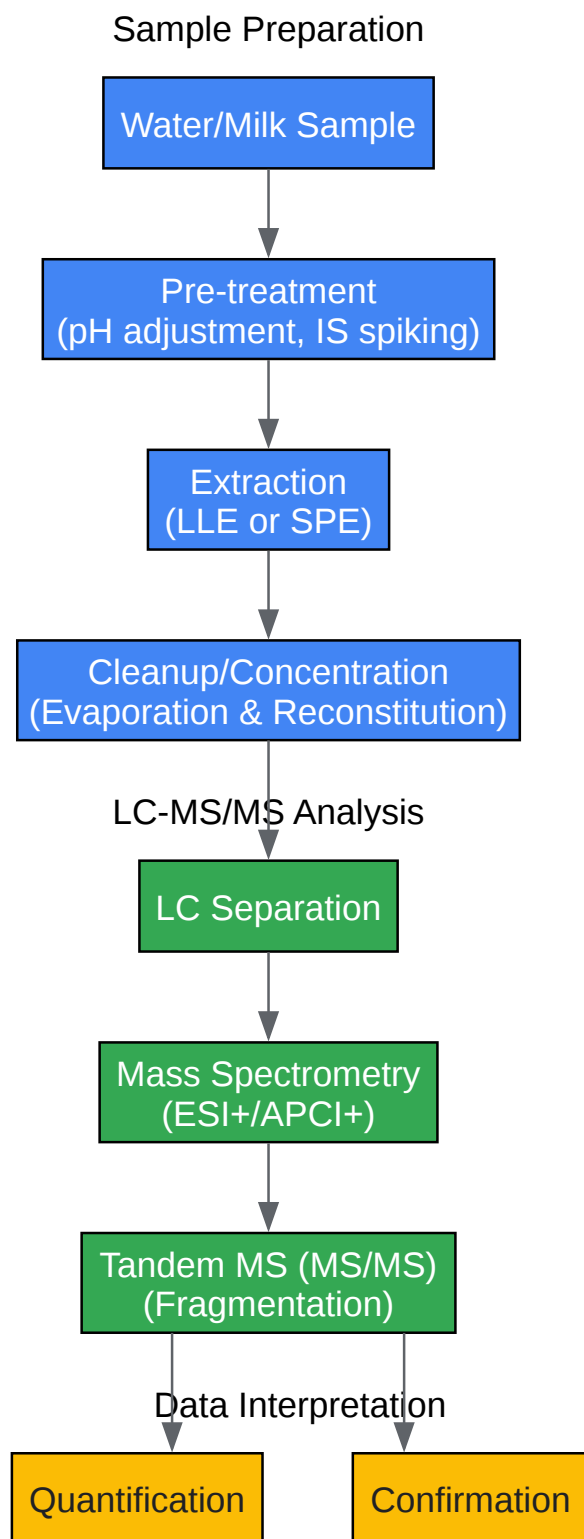 Sample Preparation
Water/Milk Sample
Pre-treatment
(pH adjustment, IS spiking)
Extraction
(LLE or SPE)
Cleanup/Concentration
(Evaporation & Reconstitution)
LC-MS/MS Analysis
LC Separation
Mass Spectrometry
(ESI+/APCI+)
Tandem MS (MS/MS)
(Fragmentation)
Data Interpretation
Quantification
Confirmation